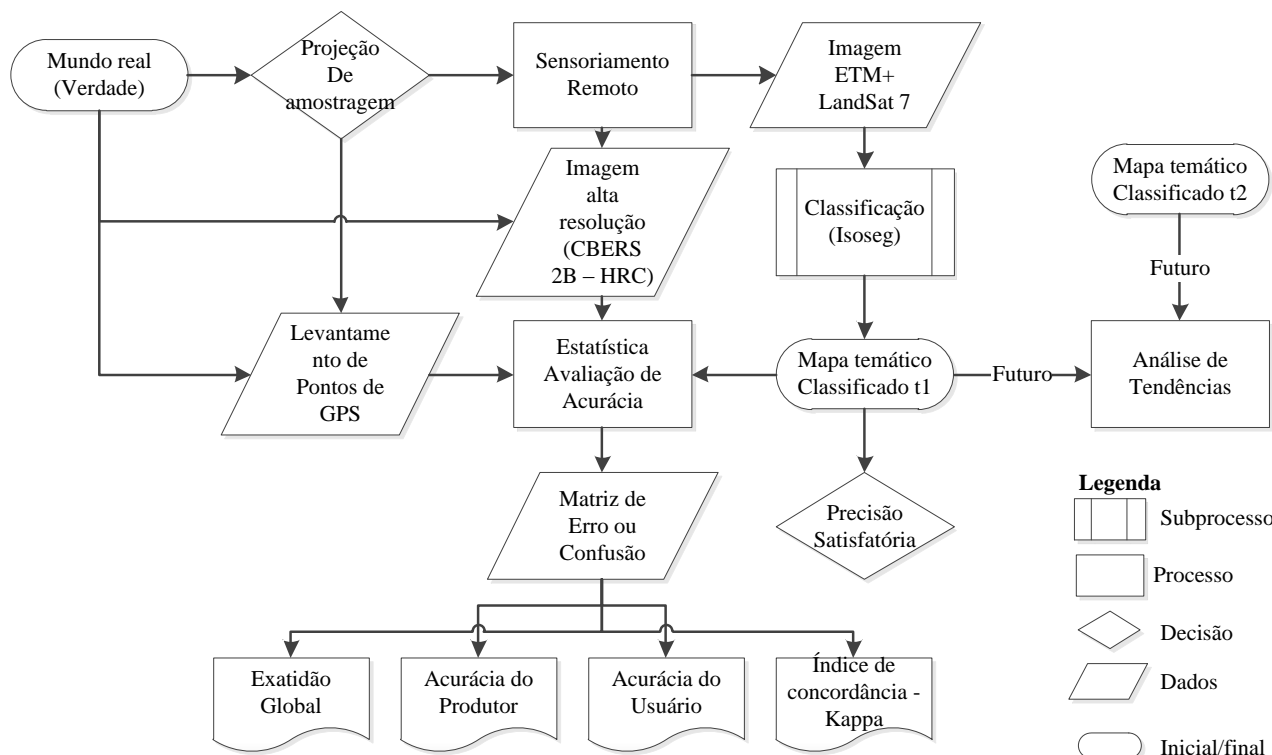 Mundo real
(Verdade)
Projeção
De
amostragem
Sensoriamento
Remoto
Imagem
ETM+
LandSat 7
Imagem
alta
resolução
(CBERS
2B – HRC)
Classificação
(Isoseg)
Mapa temático
Classificado t2
Futuro
Levantame
nto de
Pontos de
GPS
Estatística
Avaliação de
Acurácia
Mapa temático
Classificado t1
Futuro
Análise de
Tendências
Matriz de
Erro ou
Confusão
Precisão
Satisfatória
Exatidão
Global
Acurácia do
Produtor
Acurácia do
Usuário
Índice de
concordância -
Kappa
Legenda
Subprocesso
Processo
Decisão
Dados
Inicial/final